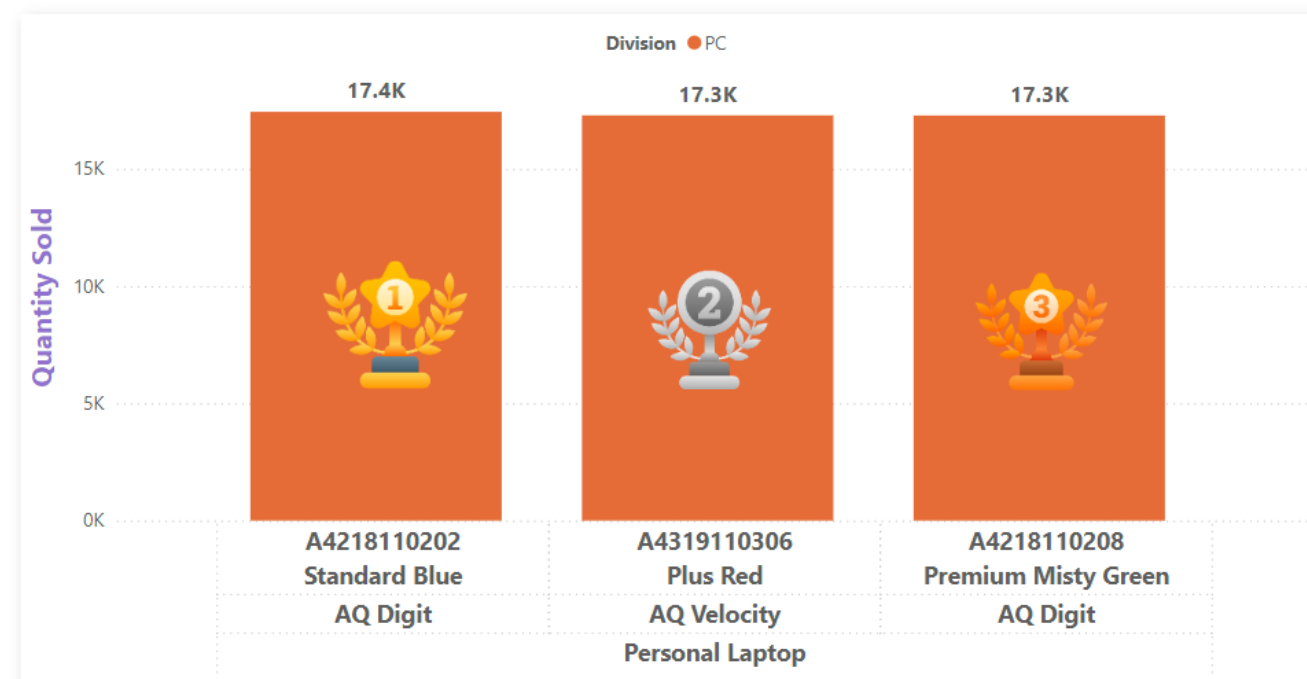 Division PC
17.4K 17.3K 17.3K
15K
10K
5K
0K
Quantity Sold
1 2 3
A4218110202 A4319110306 A4218110208
Standard Blue Plus Red Premium Misty Green
AQ Digit AQ Velocity AQ Digit
Personal Laptop